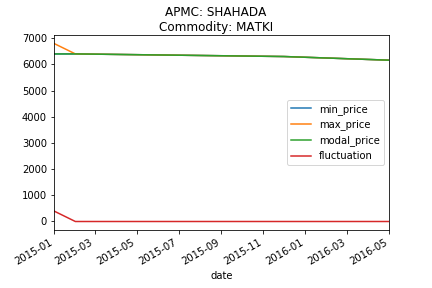 APMC: SHAHADA
Commodity: MATKI
7000
6000
5000
4000
3000
2000
1000
0
min_price
max_price
modal_price
fluctuation
2015-01
2015-03
2015-05
2015-07
2015-09
2015-11
2016-01
2016-03
2016-05
date